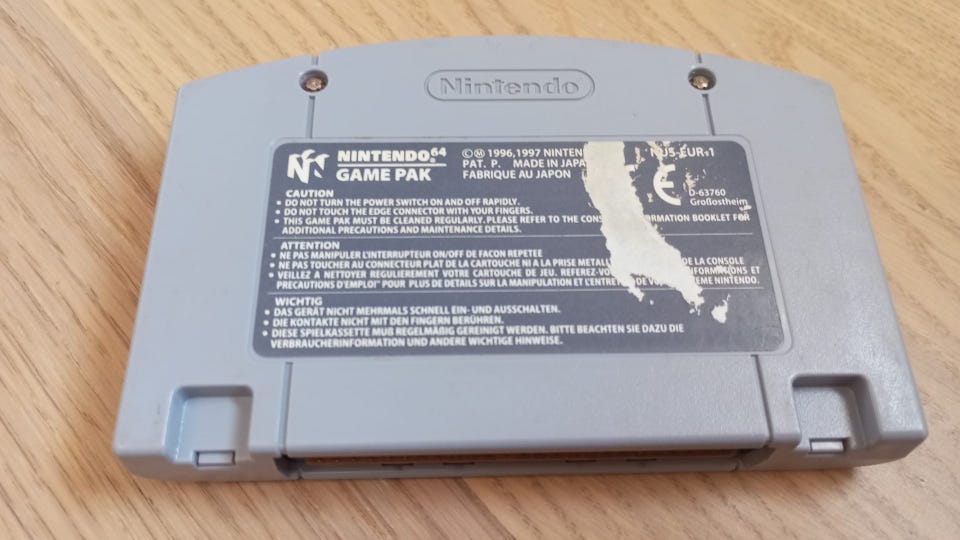 Nintendo
NINTENDO64
GAME PAK
©Ⓜ 1996,1997 NINTEN
PAT. P. MADE IN JAPA
FABRIQUE AU JAPON
NUS-EUR-1
CE
D-63760
Großostheim
CAUTION
• DO NOT TURN THE POWER SWITCH ON AND OFF RAPIDLY.
• DO NOT TOUCH THE EDGE CONNECTOR WITH YOUR FINGERS.
• THIS GAME PAK MUST BE CLEANED REGULARLY. PLEASE REFER TO THE CONS ORMATION BOOKLET FOR
ADDITIONAL PRECAUTIONS AND MAINTENANCE DETAILS.
ATTENTION
• NE PAS MANIPULER L'INTERRUPTEUR ON/OFF DE FACON REPETEE
• NE PAS TOUCHER AU CONNECTEUR PLAT DE LA CARTOUCHE NI A LA PRISE METALL DE LA CONSOLE
• VEILLEZ A NETTOYER REGULIEREMENT VOTRE CARTOUCHE DE JEU. REFEREZ-VO INFORMATIONS ET
PRECAUTIONS D'EMPLOI" POUR PLUS DE DETAILS SUR LA MANIPULATION ET L'ENTRE DE VO EME NINTENDO.
WICHTIG
• DAS GERÄT NICHT MEHRMALS SCHNELL EIN- UND AUSSCHALTEN.
• DIE KONTAKTE NICHT MIT DEN FINGERN BERÜHREN.
• DIESE SPIELKASSETTE MUß REGELMÄßIG GEREINIGT WERDEN. BITTE BEACHTEN SIE DAZU DIE
VERBRAUCHERINFORMATION UND ANDERE WICHTIGE HINWEISE.